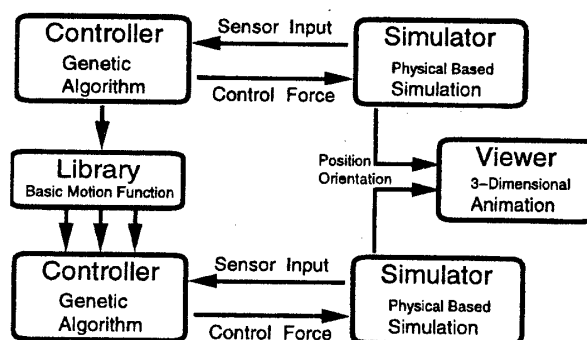 Controller
Genetic
Algorithm
Sensor Input
Control Force
Simulator
Physical Based
Simulation
Library
Basic Motion Function
Position
Orientation
Viewer
3-Dimensional
Animation
Controller
Genetic
Algorithm
Sensor Input
Control Force
Simulator
Physical Based
Simulation